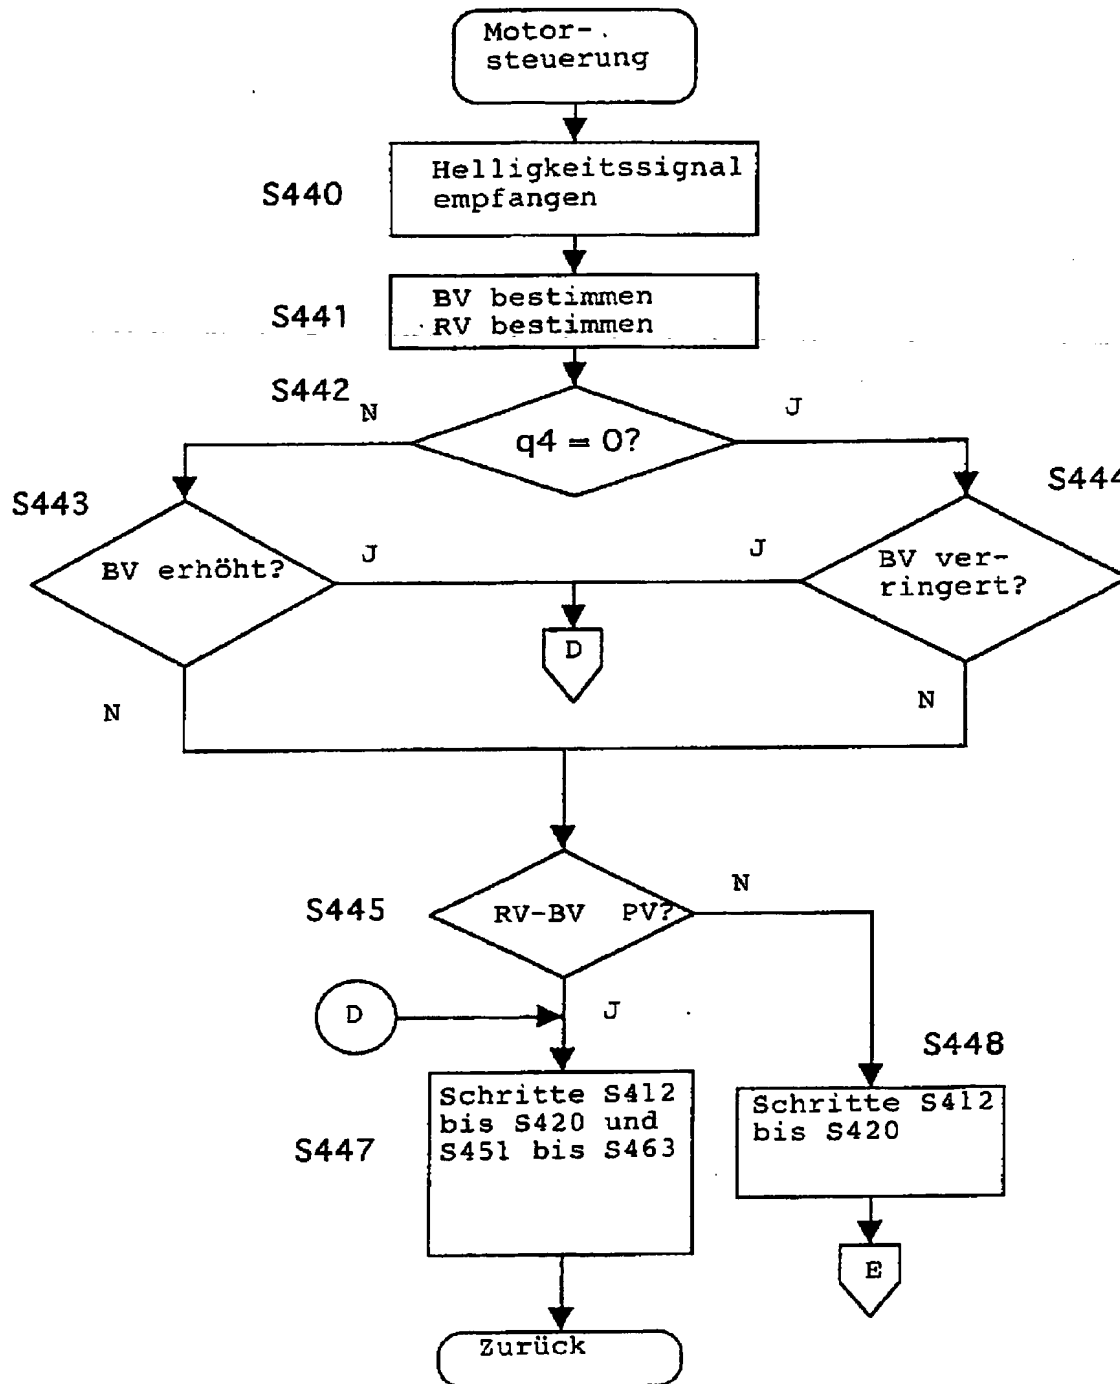 Motor-
steuerung
S440
Helligkeitssignal
empfangen
S441
BV bestimmen
RV bestimmen
S442
N
J
q4 = 0?
S443
S444
BV erhöht?
J
J
BV ver-
ringert?
D
N
N
S445
RV-BV PV?
N
D
J
S448
S447
Schritte S412
bis S420 und
S451 bis S463
Schritte S412
bis S420
E
Zurück